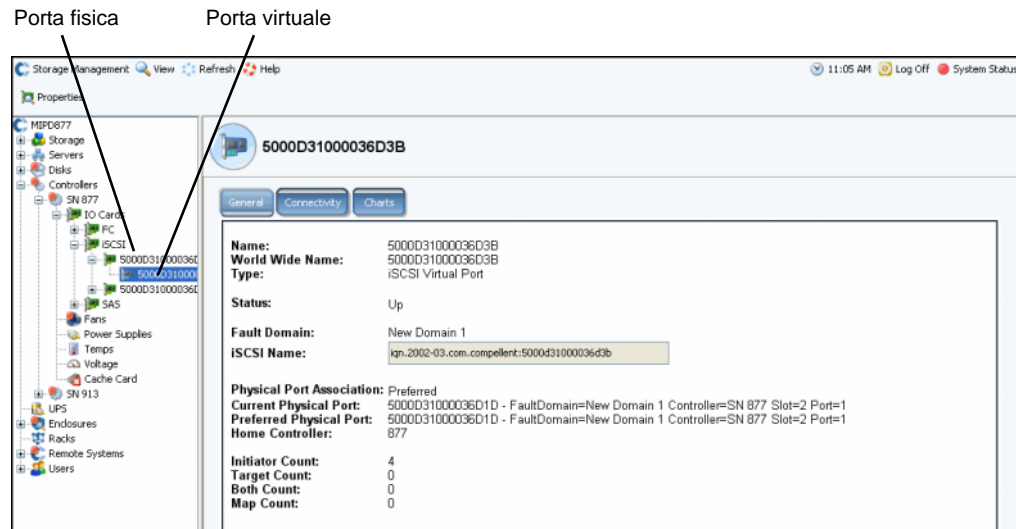 Porta fisica Porta virtuale
Storage Management View Refresh Help 11:05 AM Log Off System Status
Properties
MIPD877
Storage
Servers
Disks
Controllers
SN 877
IO Cards
FC
iSCSI
5000D31000036D
5000D31000
5000D31000036D
SAS
Fans
Power Supplies
Temps
Voltage
Cache Card
SN 913
UPS
Enclosures
Racks
Remote Systems
Users
5000D31000036D3B
General Connectivity Charts
Name: 5000D31000036D3B
World Wide Name: 5000D31000036D3B
Type: iSCSI Virtual Port
Status: Up
Fault Domain: New Domain 1
iSCSI Name: iqn.2002-03.com.compellent:5000d31000036d3b
Physical Port Association: Preferred
Current Physical Port: 5000D31000036D1D - FaultDomain=New Domain 1 Controller=SN 877 Slot=2 Port=1
Preferred Physical Port: 5000D31000036D1D - FaultDomain=New Domain 1 Controller=SN 877 Slot=2 Port=1
Home Controller: 877
Initiator Count: 4
Target Count: 0
Both Count: 0
Map Count: 0